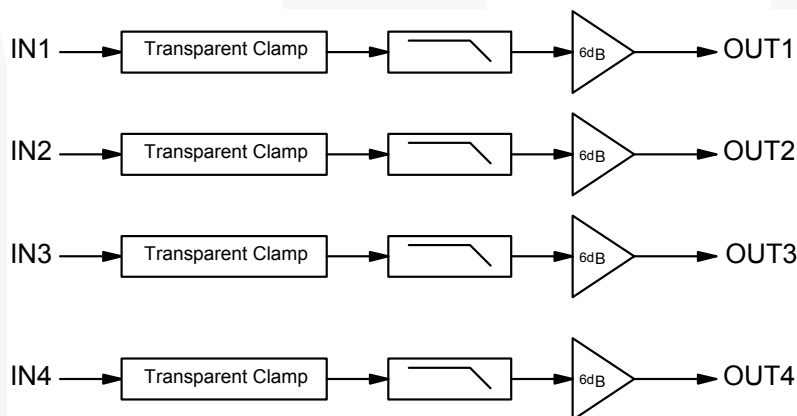 IN1 Transparent Clamp 6dB OUT1
IN2 Transparent Clamp 6dB OUT2
IN3 Transparent Clamp 6dB OUT3
IN4 Transparent Clamp 6dB OUT4